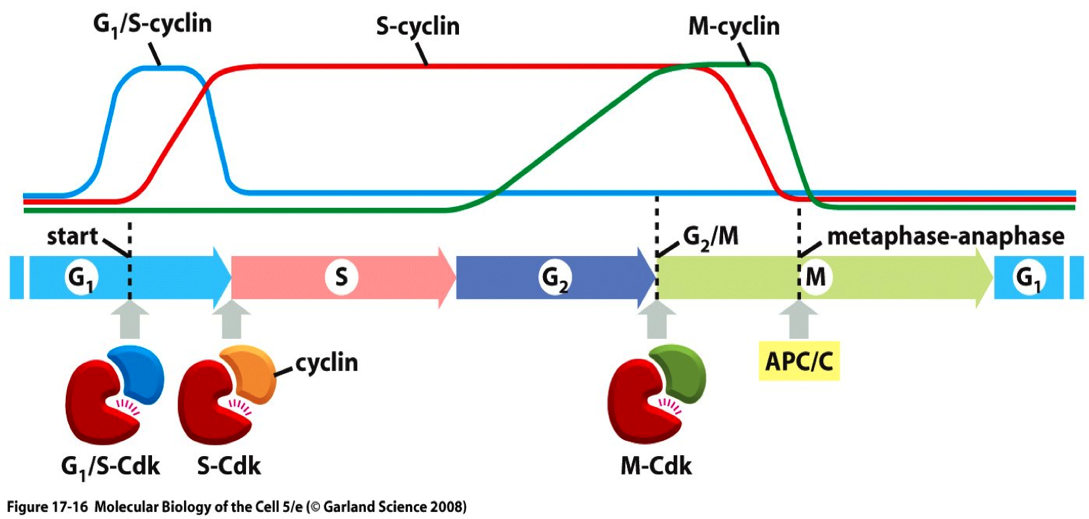 G₁/S-cyclin
S-cyclin
M-cyclin
start
G₂/M
metaphase-anaphase
G₁
S
G₂
M
G₁
cyclin
APC/C
G₁/S-Cdk
S-Cdk
M-Cdk
Figure 17-16 Molecular Biology of the Cell 5/e (© Garland Science 2008)